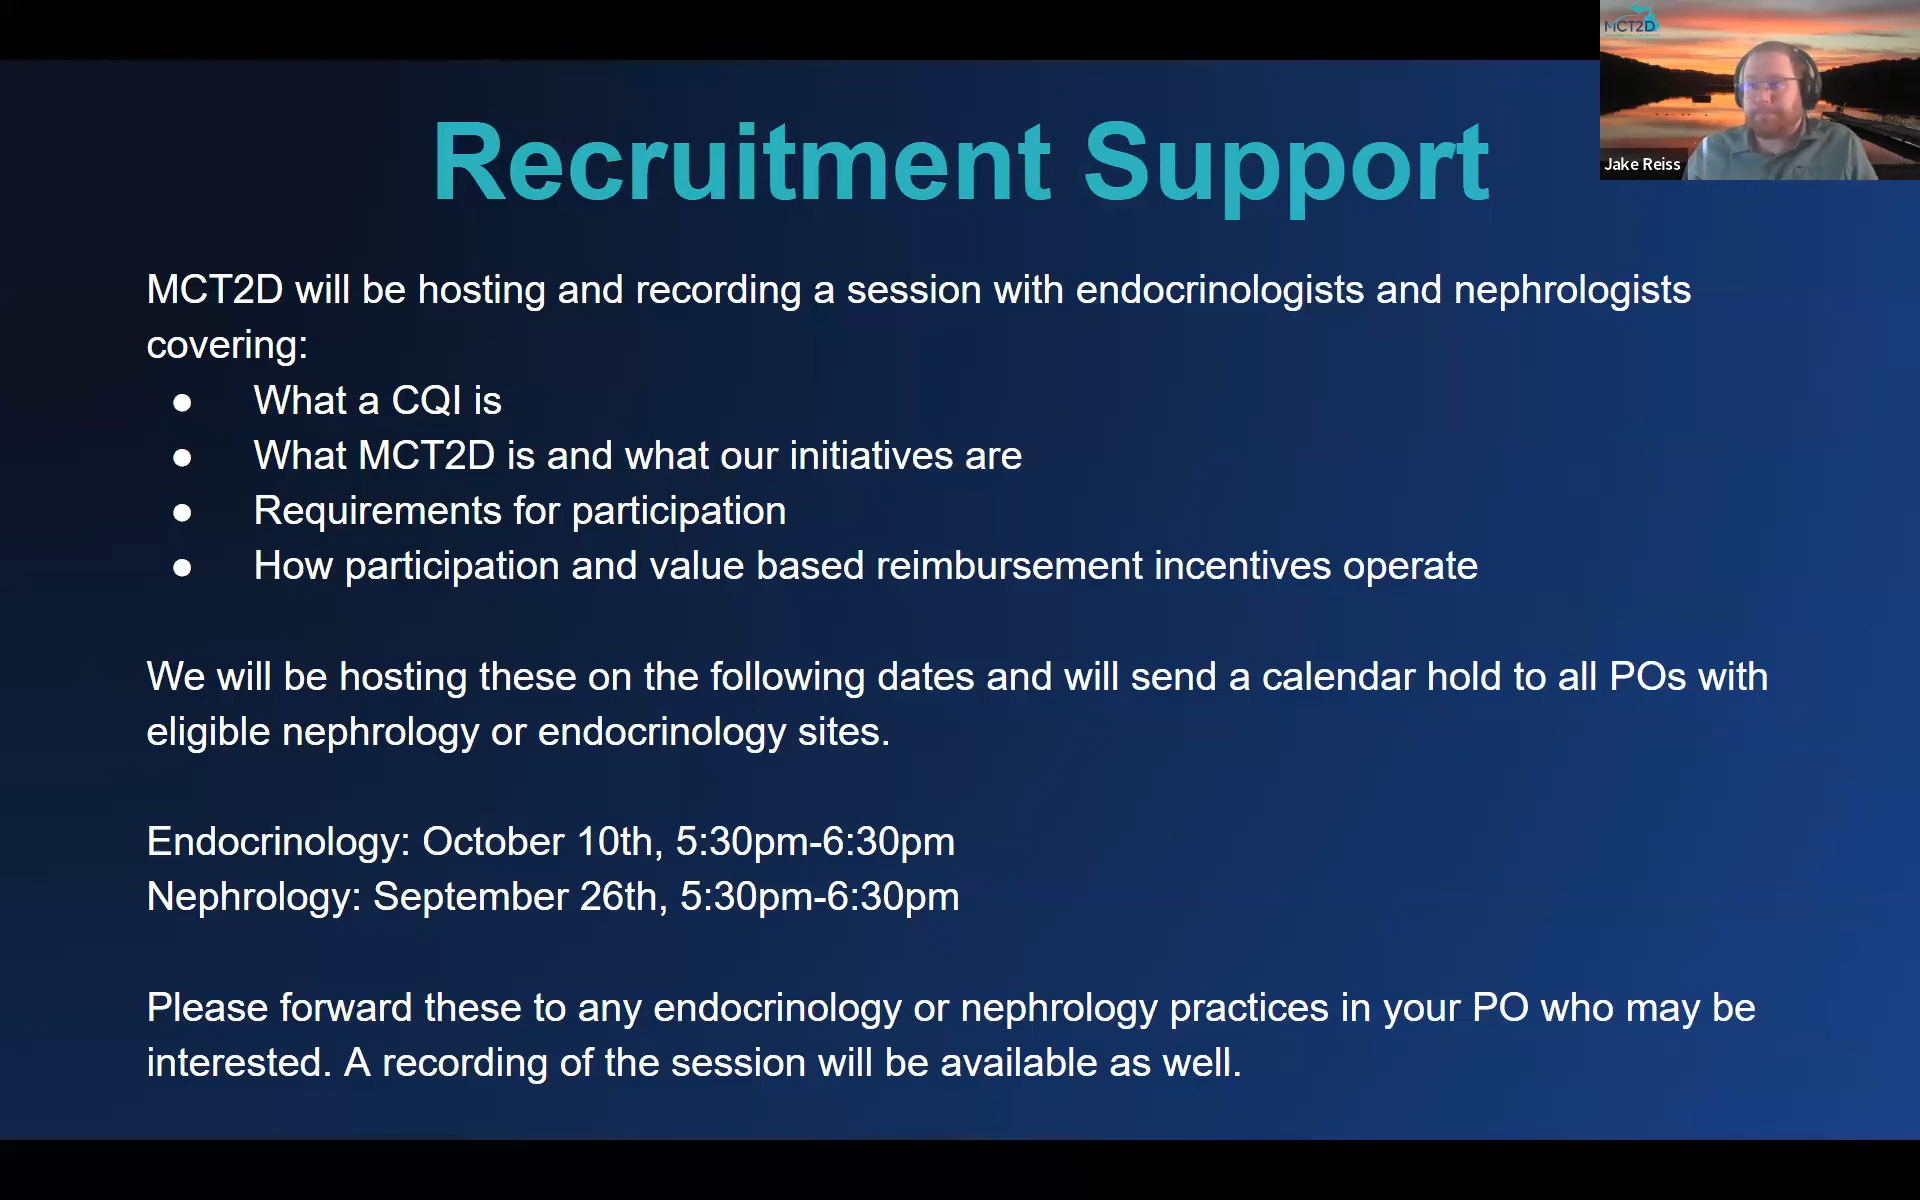 MCT2D
Jake Reiss
Recruitment Support
MCT2D will be hosting and recording a session with endocrinologists and nephrologists
covering:
● What a CQI is
● What MCT2D is and what our initiatives are
● Requirements for participation
● How participation and value based reimbursement incentives operate
We will be hosting these on the following dates and will send a calendar hold to all POs with
eligible nephrology or endocrinology sites.
Endocrinology: October 10th, 5:30pm-6:30pm
Nephrology: September 26th, 5:30pm-6:30pm
Please forward these to any endocrinology or nephrology practices in your PO who may be
interested. A recording of the session will be available as well.